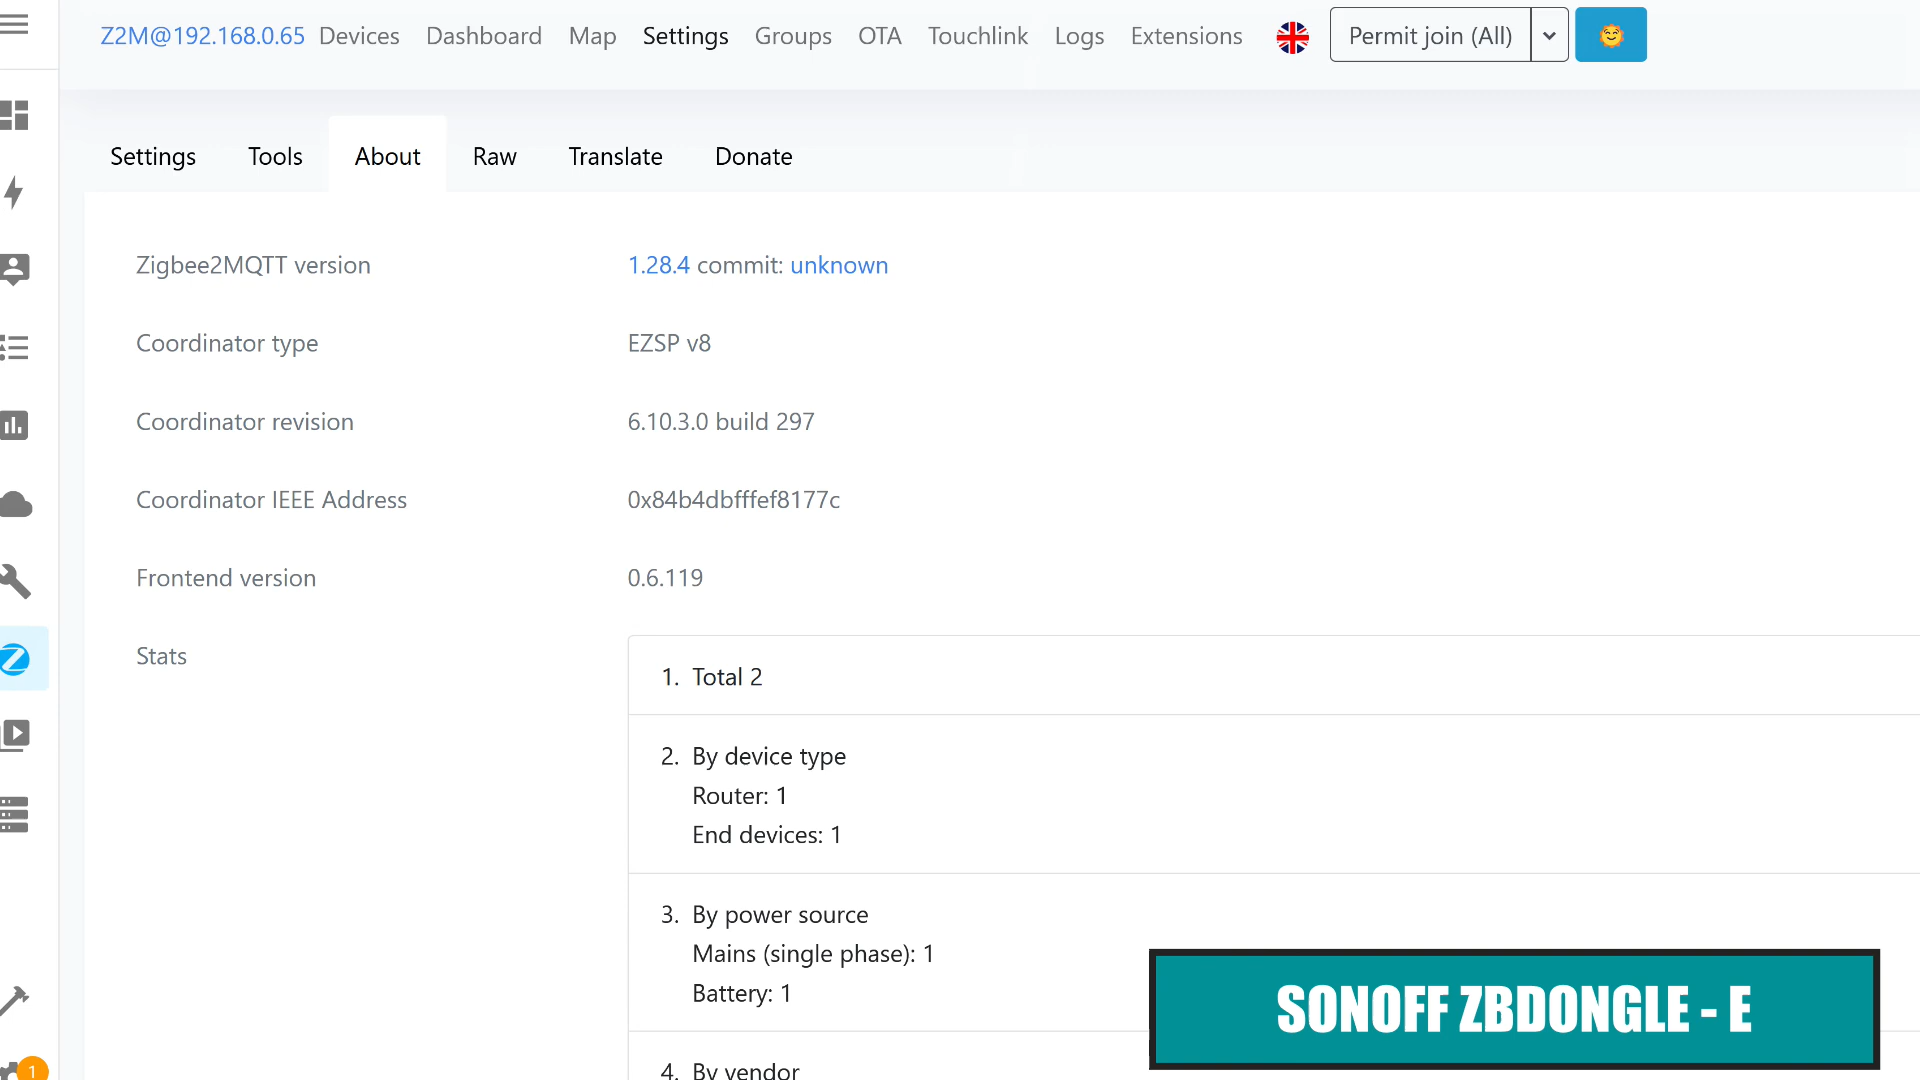 Z2M@192.168.0.65 Devices Dashboard Map Settings Groups OTA Touchlink Logs Extensions Permit join (All)
Settings Tools About Raw Translate Donate
Zigbee2MQTT version 1.28.4 commit: unknown
Coordinator type EZSP v8
Coordinator revision 6.10.3.0 build 297
Coordinator IEEE Address 0x84b4dbfffef8177c
Frontend version 0.6.119
Stats
1. Total 2
2. By device type
Router: 1
End devices: 1
3. By power source
Mains (single phase): 1
Battery: 1
4. By vendor
SONOFF ZBDONGLE - E
1